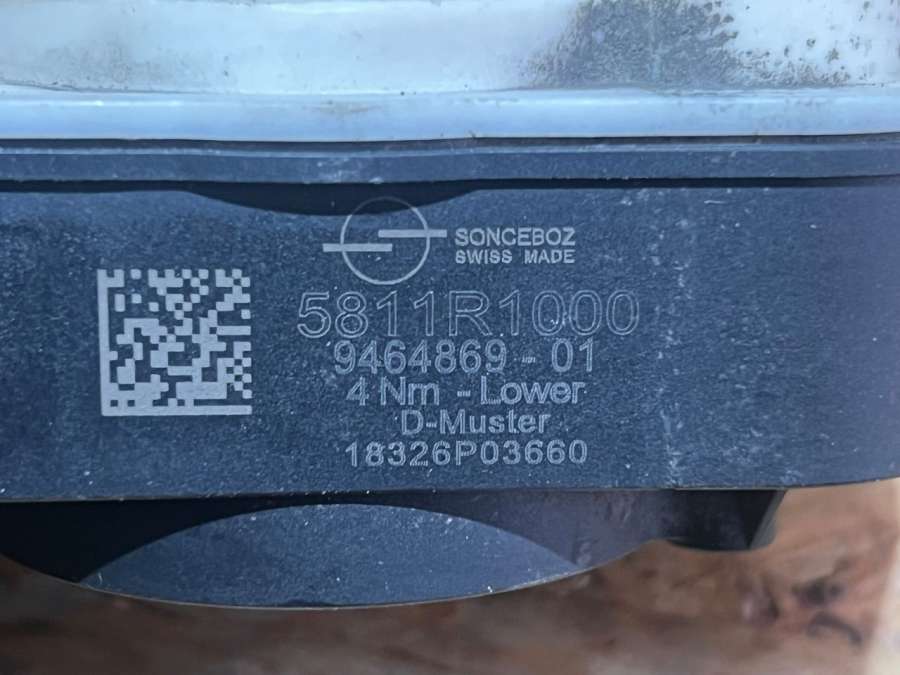 SONCEBOZ
SWISS MADE
5811R1000
9464869-01
4 Nm - Lower
D-Muster
18326P03660